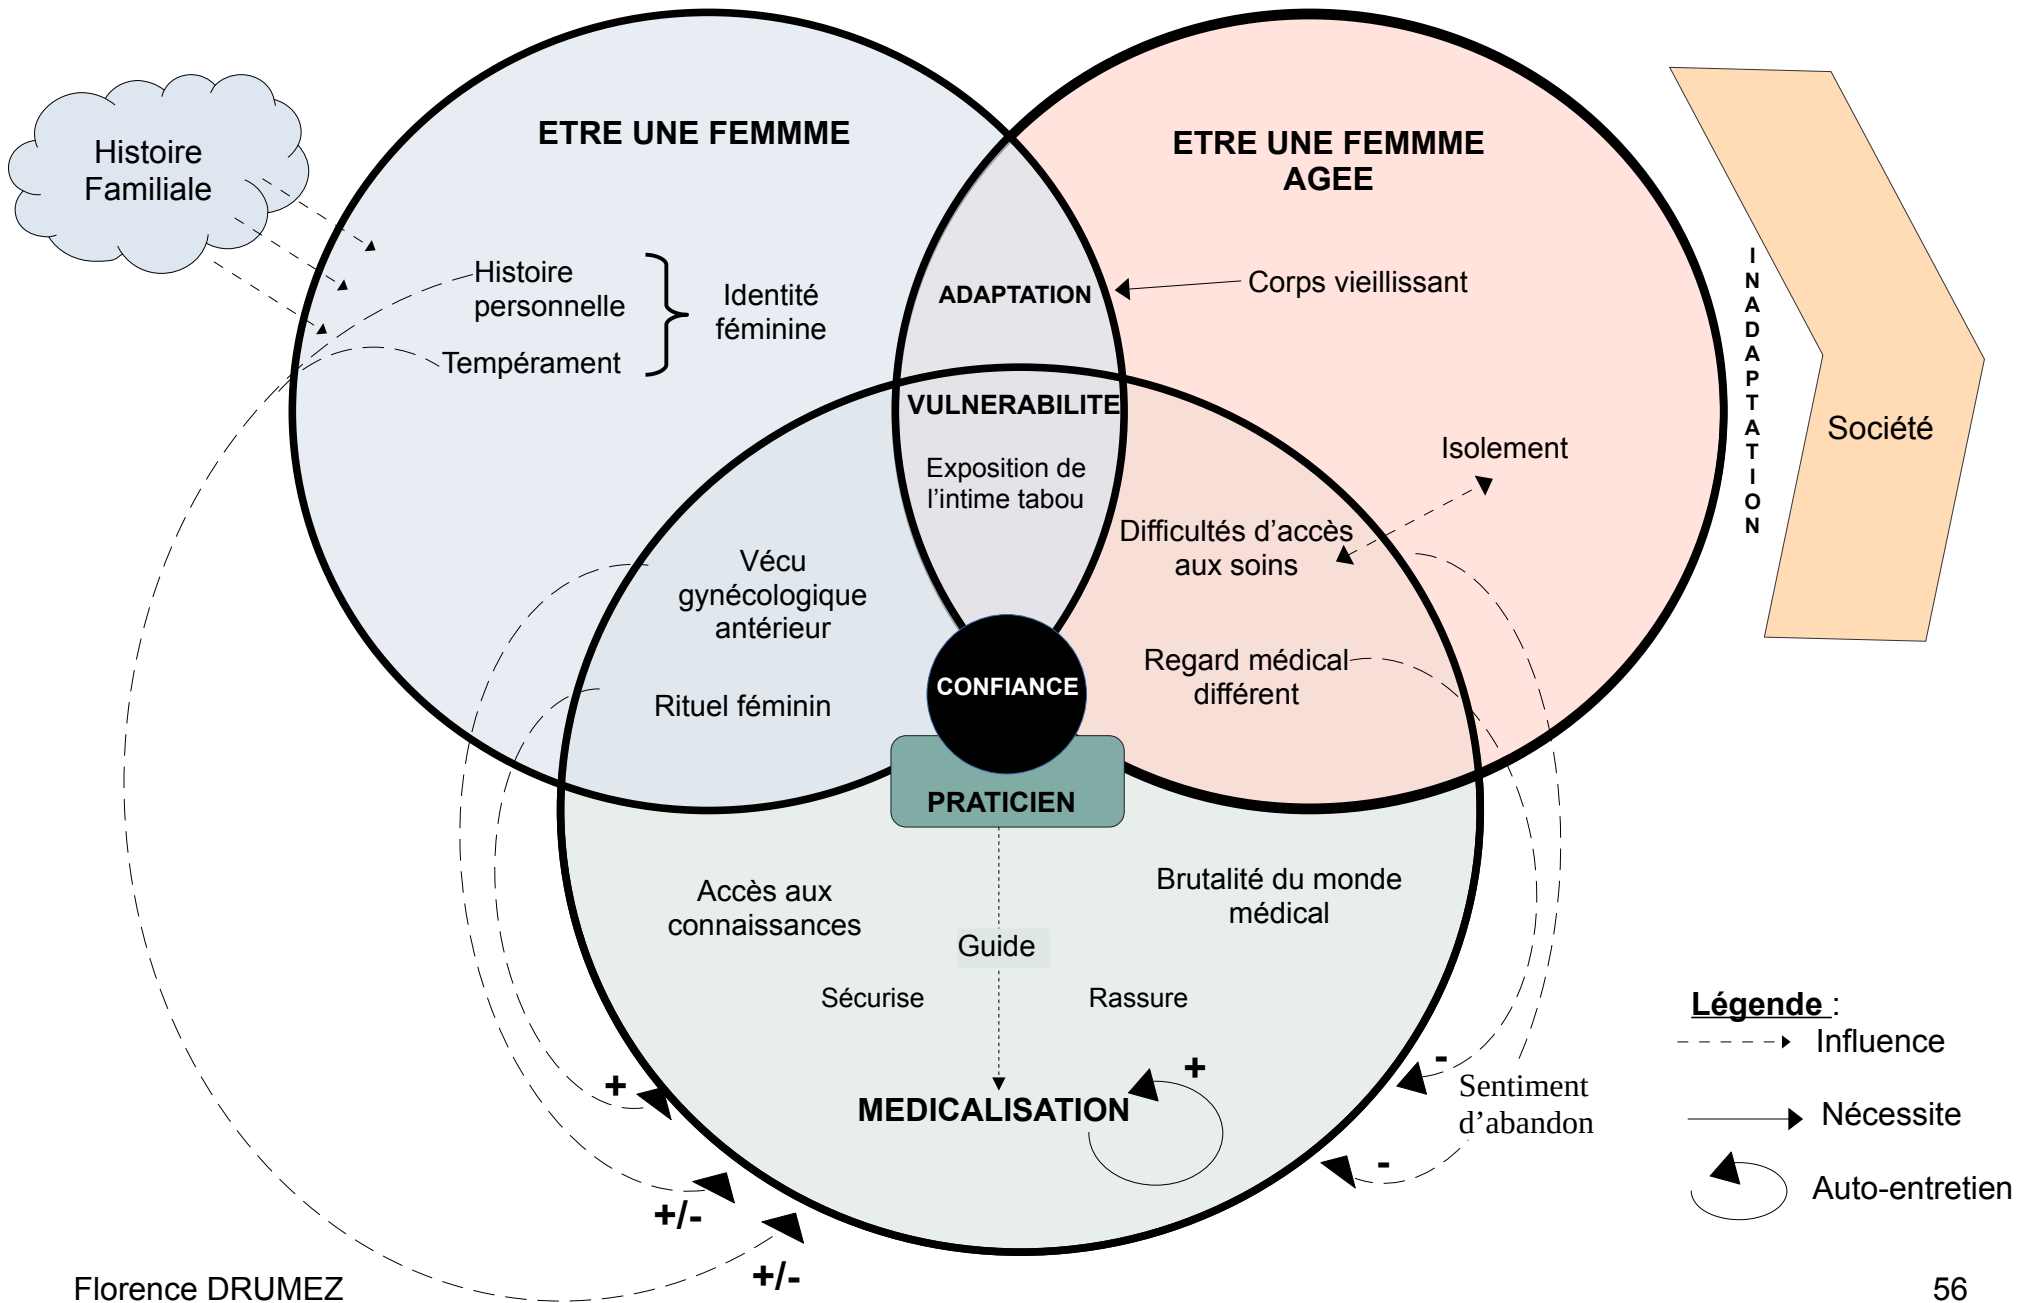 Histoire
Familiale
ETRE UNE FEMMME
Histoire
personnelle
Tempérament
Identité
féminine
ETRE UNE FEMMME
AGEE
ADAPTATION
Corps vieillissant
VULNERABILITE
Exposition de
l’intime tabou
Isolement
Difficultés d’accès
aux soins
Regard médical
différent
INADAPTATION
Société
Vécu
gynécologique
antérieur
Rituel féminin
CONFIANCE
PRATICIEN
Accès aux
connaissances
Brutalité du monde
médical
Guide
Sécurise
Rassure
MEDICALISATION
+
+
+/-
+/-
-
-
Sentiment
d’abandon
Légende :
Influence
Nécessite
Auto-entretien
Florence DRUMEZ
56